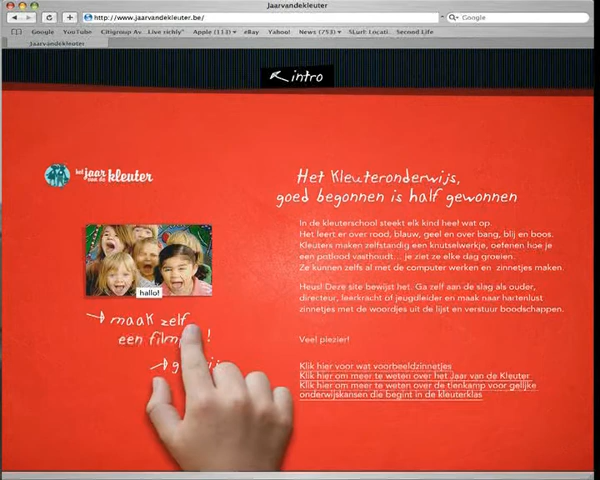 Jaarvandekleuter
http://www.jaarvandekleuter.be/
Google
Google YouTube Citigroup Av...Live richly" Apple (113) eBay Yahoo! News (753) SLurl: Locati... Second Life
Jaarvandekleuter
intro
het jaar van de kleuter
Het Kleuteronderwijs,
goed begonnen is half gewonnen
In de kleuterschool steekt elk kind heel wat op.
Het leert er over rood, blauw, geel en over bang, blij en boos.
Kleuters maken zelfstandig een knutselwerkje, oefenen hoe je
een potlood vasthoudt... je ziet ze elke dag groeien.
Ze kunnen zelfs al met de computer werken en zinnetjes maken.
Heus! Deze site bewijst het. Ga zelf aan de slag als ouder,
directeur, leerkracht of jeugdleider en maak naar hartenlust
zinnetjes met de woordjes uit de lijst en verstuur boodschappen.
Veel plezier!
Klik hier voor wat voorbeeldzinnetjes
Klik hier om meer te weten over het Jaar van de Kleuter
Klik hier om meer te weten over de tienkamp voor gelijke
onderwijskansen die begint in de kleuterklas
hallo!
maak zelf
een film !